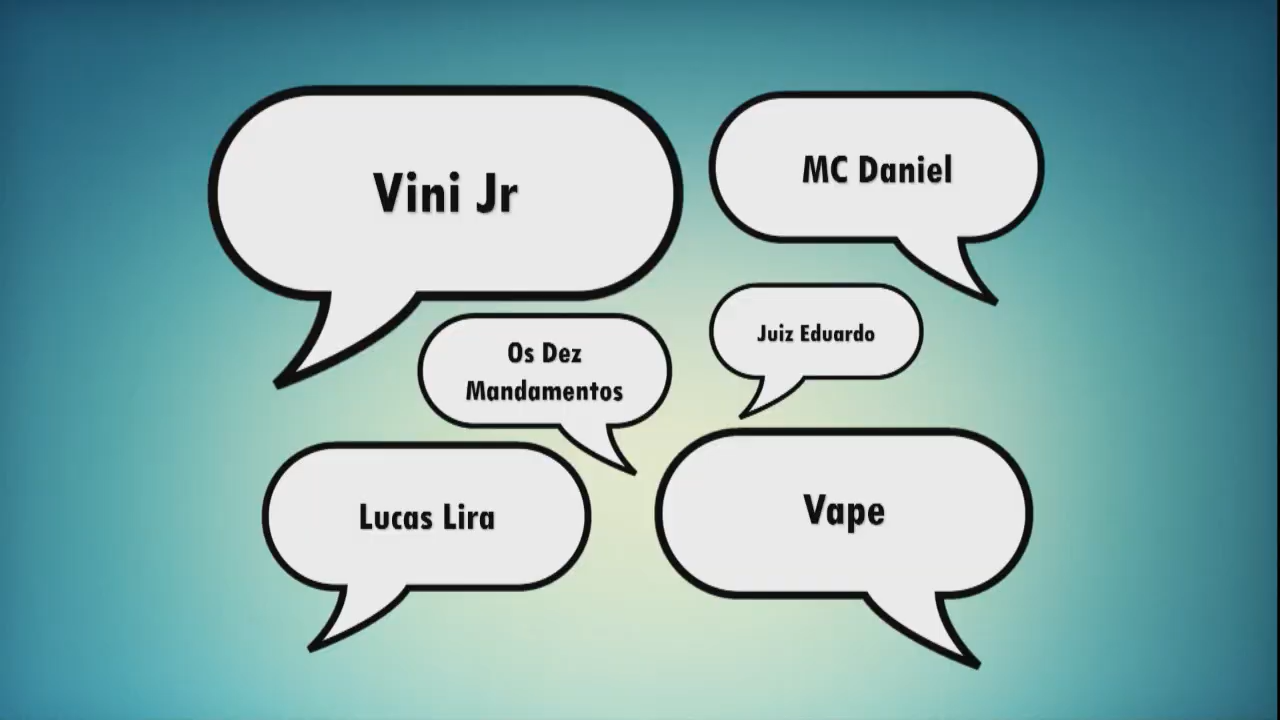 Vini Jr
MC Daniel
Os Dez
Mandamentos
Juiz Eduardo
Lucas Lira
Vape